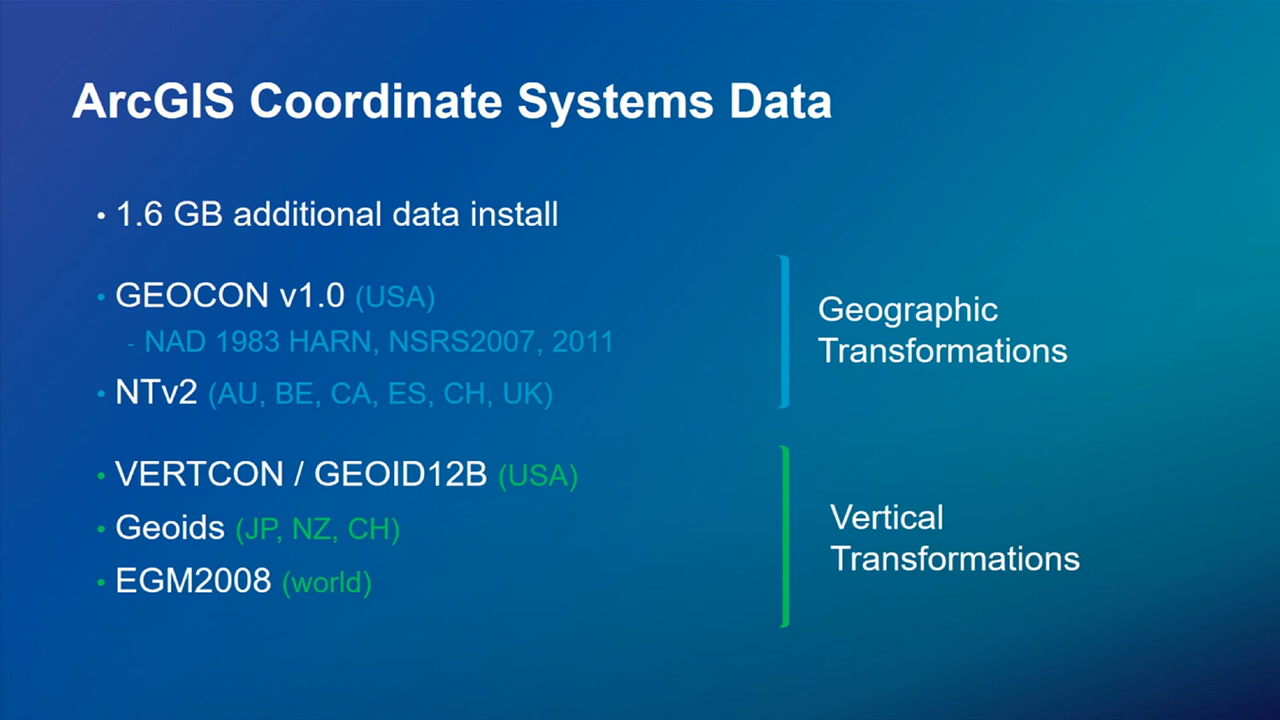 ArcGIS Coordinate Systems Data
• 1.6 GB additional data install
• GEOCON v1.0 (USA)
- NAD 1983 HARN, NSRS2007, 2011
• NTv2 (AU, BE, CA, ES, CH, UK)
Geographic
Transformations
• VERTCON / GEOID12B (USA)
• Geoids (JP, NZ, CH)
• EGM2008 (world)
Vertical
Transformations